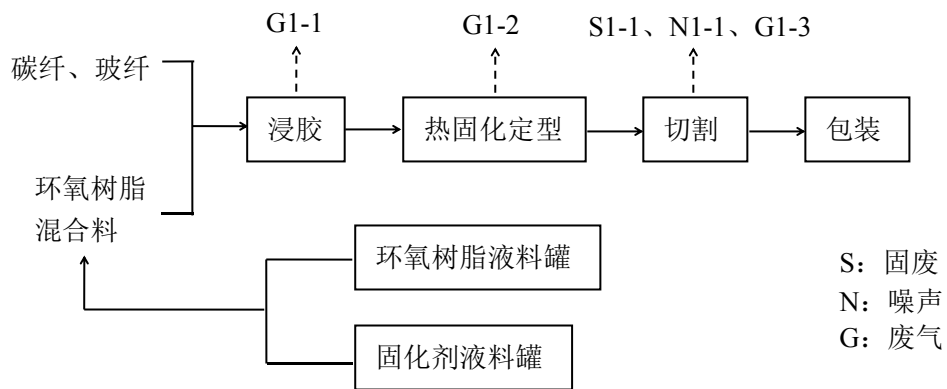 G1-1
G1-2
S1-1、N1-1、G1-3
碳纤、玻纤
浸胶
热固化定型
切割
包装
环氧树脂
混合料
环氧树脂液料罐
固化剂液料罐
S：固废
N：噪声
G：废气